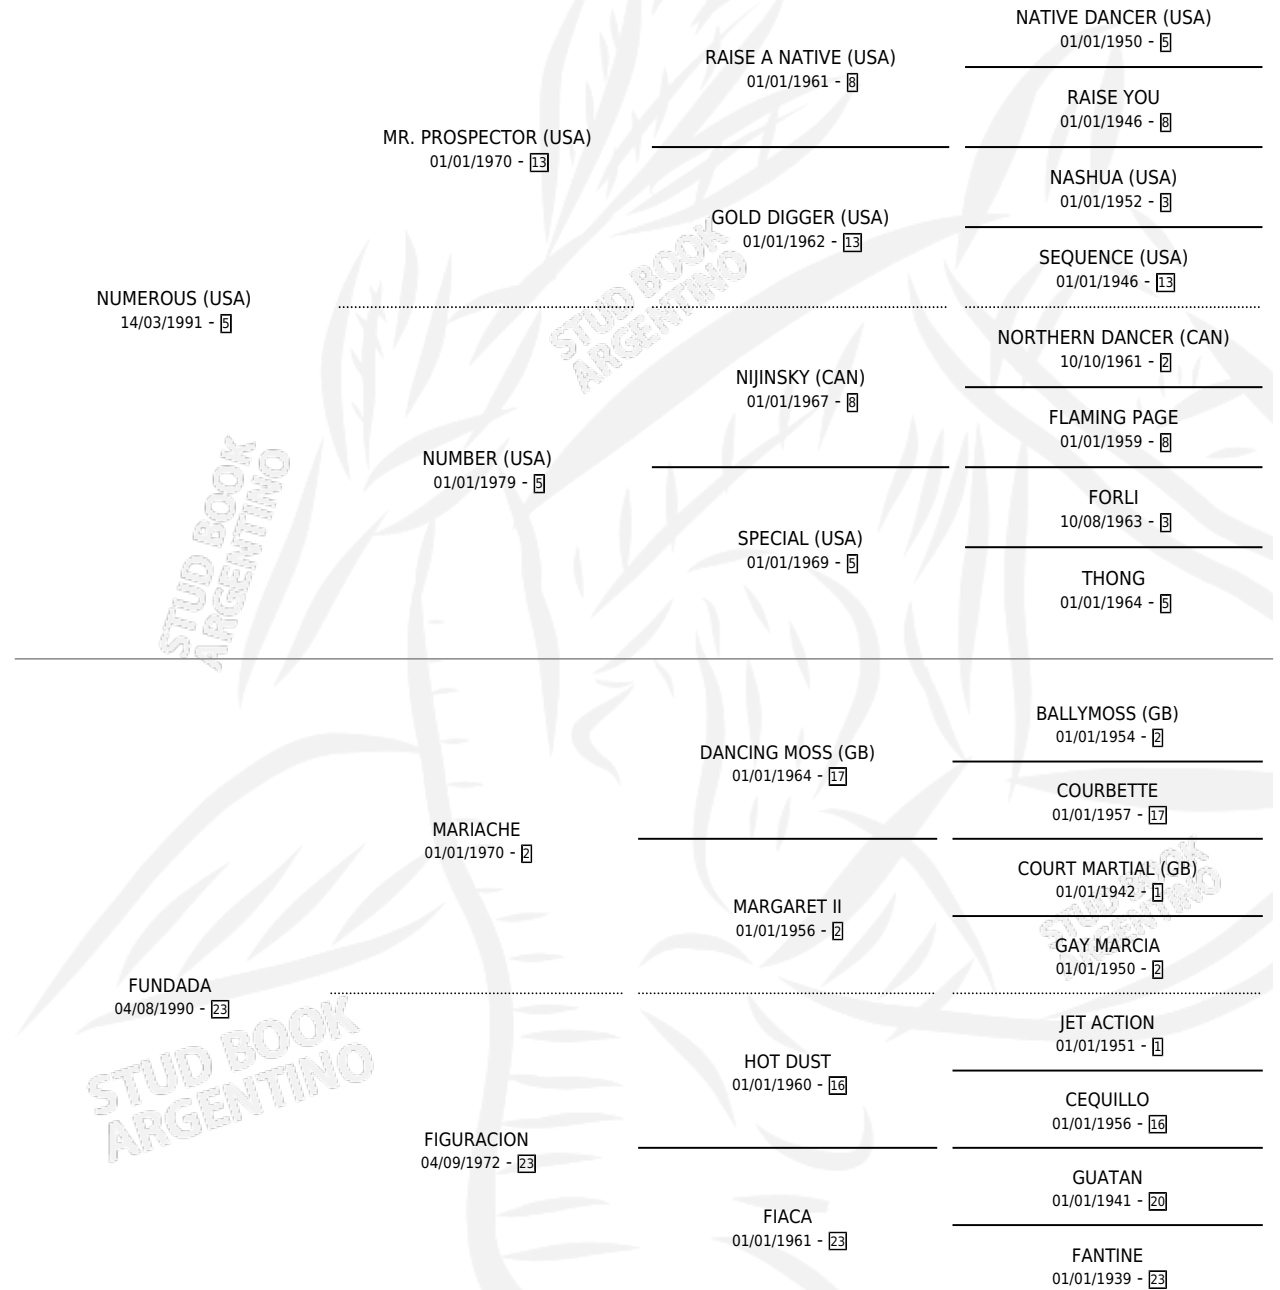 NATIVE DANCER (USA)
01/01/1950 - 5
RAISE A NATIVE (USA)
01/01/1961 - 8
RAISE YOU
01/01/1946 - 8
MR. PROSPECTOR (USA)
01/01/1970 - 13
NASHUA (USA)
01/01/1952 - 3
GOLD DIGGER (USA)
01/01/1962 - 13
SEQUENCE (USA)
01/01/1946 - 13
NUMEROUS (USA)
14/03/1991 - 5
STUD BOOK
ARGENTINO
NORTHERN DANCER (CAN)
10/10/1961 - 2
NIJINSKY (CAN)
01/01/1967 - 8
FLAMING PAGE
01/01/1959 - 8
NUMBER (USA)
01/01/1979 - 5
FORLI
10/08/1963 - 3
SPECIAL (USA)
01/01/1969 - 5
THONG
01/01/1964 - 5
STUD BOOK
ARGENTINO
BALLYMOSS (GB)
01/01/1954 - 2
DANCING MOSS (GB)
01/01/1964 - 17
COURBETTE
01/01/1957 - 17
MARIACHE
01/01/1970 - 2
COURT MARTIAL (GB)
01/01/1942 - 1
MARGARET II
01/01/1956 - 2
STUD BOOK
ARGENTINO
GAY MARCIA
01/01/1950 - 2
FUNDADA
04/08/1990 - 23
JET ACTION
01/01/1951 - 1
HOT DUST
01/01/1960 - 16
CEQUILLO
01/01/1956 - 16
STUD BOOK
ARGENTINO
FIGURACION
04/09/1972 - 23
GUATAN
01/01/1941 - 20
FIACA
01/01/1961 - 23
FANTINE
01/01/1939 - 23